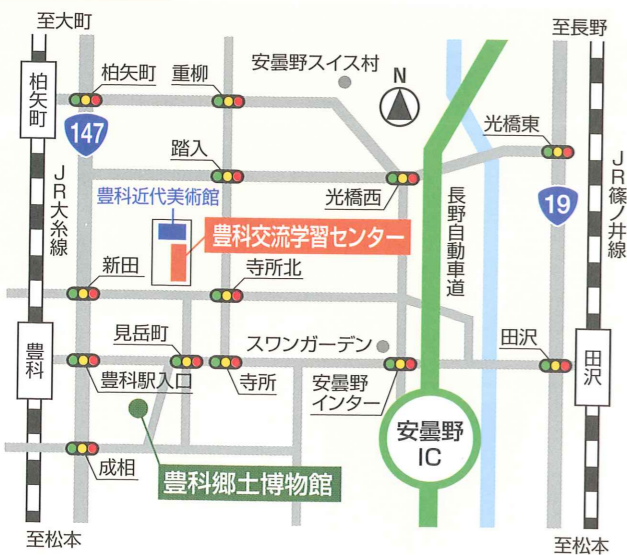 至大町
至長野
安曇野スイス村
N
柏矢町
柏矢町
重柳
147
光橋東
踏入
光橋西
JR大糸線
長野自動車道
19
JR篠ノ井線
豊科近代美術館
豊科交流学習センター
新田
寺所北
豊科
見岳町
スワンガーデン
田沢
田沢
豊科駅入口
寺所
安曇野
インター
安曇野
IC
成相
豊科郷土博物館
至松本
至松本